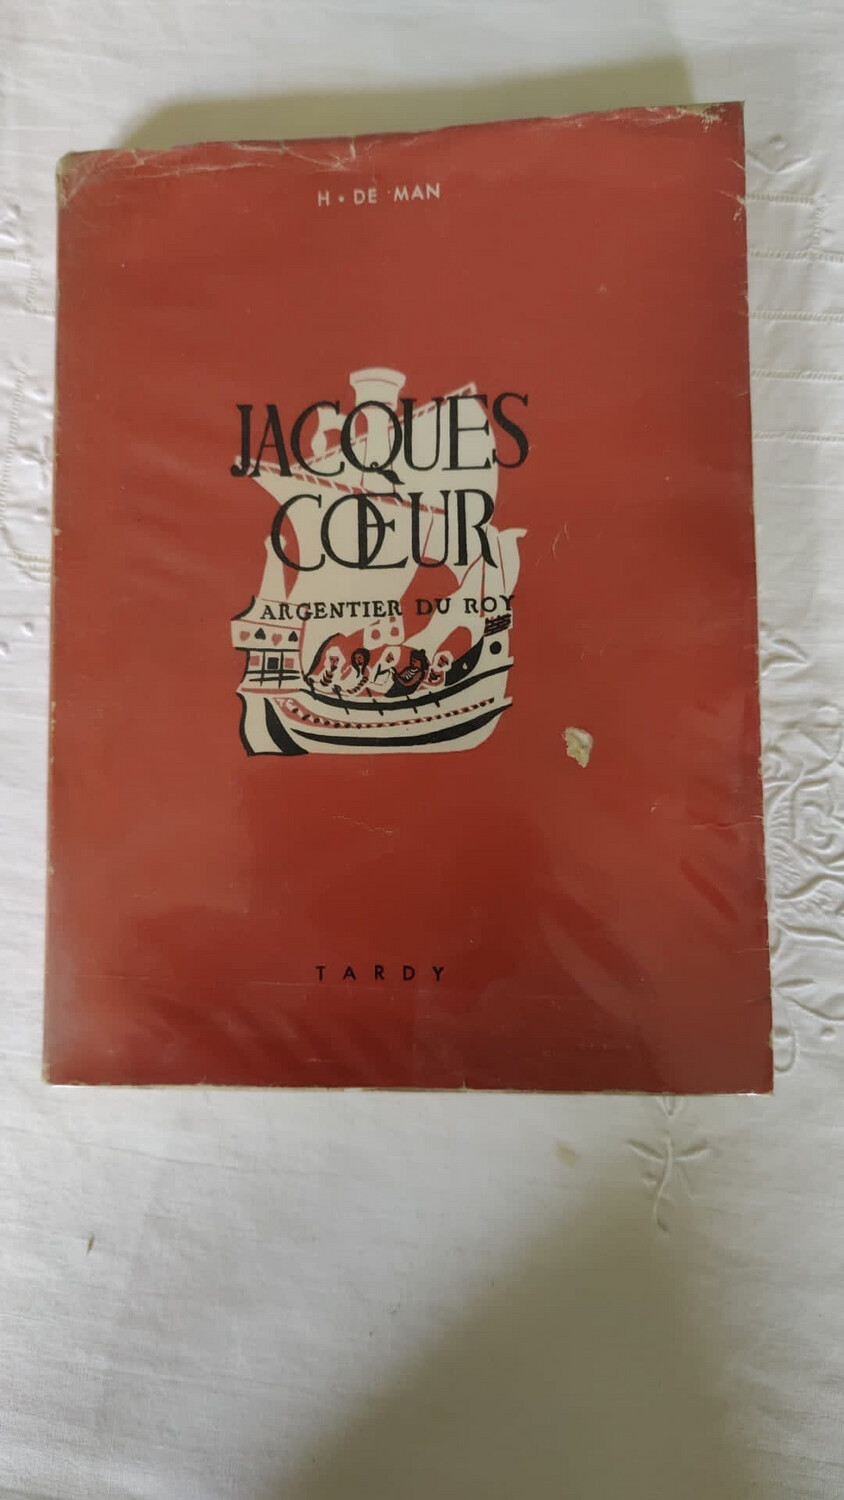 H • DE MAN
JACQUES
CŒUR
ARGENTIER DU ROY
TARDY